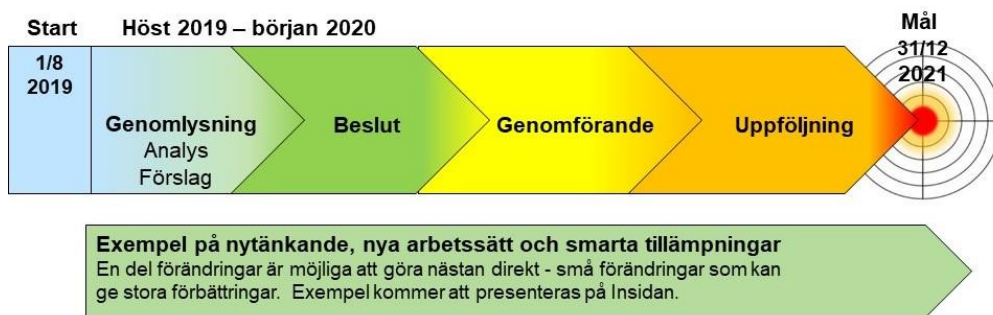 Start
Höst 2019 – början 2020
Mål
31/12
2021
1/8
2019
Genomlysning
Analys
Förslag
Beslut
Genomförande
Uppföljning
Exempel på nytänkande, nya arbetssätt och smarta tillämpningar
En del förändringar är möjliga att göra nästan direkt - små förändringar som kan
ge stora förbättringar. Exempel kommer att presenteras på Insidan.